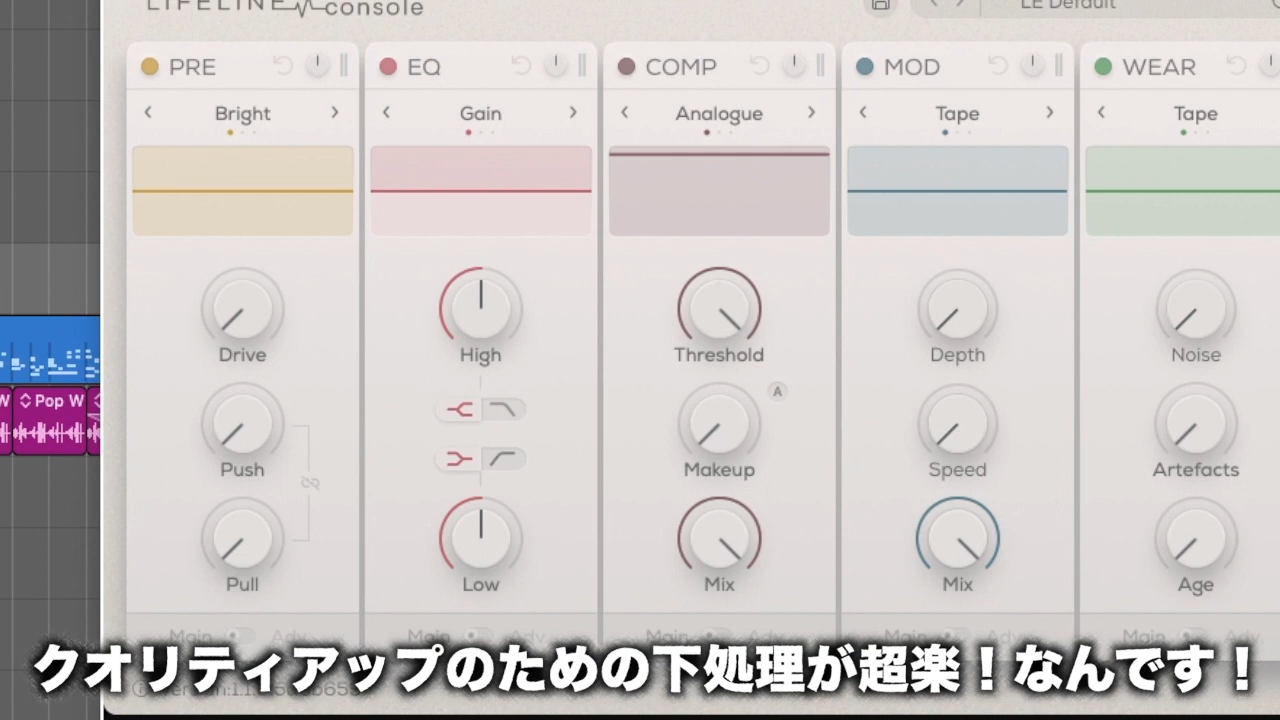 LIFELINE console
LE Default
PRE EQ COMP MOD WEAR
Bright Gain Analogue Tape Tape
Drive High Threshold Depth Noise
A
Push Makeup Speed Artefacts
Pull Low Mix Mix Age
W Pop W
Main Adv Main Adv Main Adv Main Adv Main Adv
クオリティアップのための下処理が超楽！なんです！